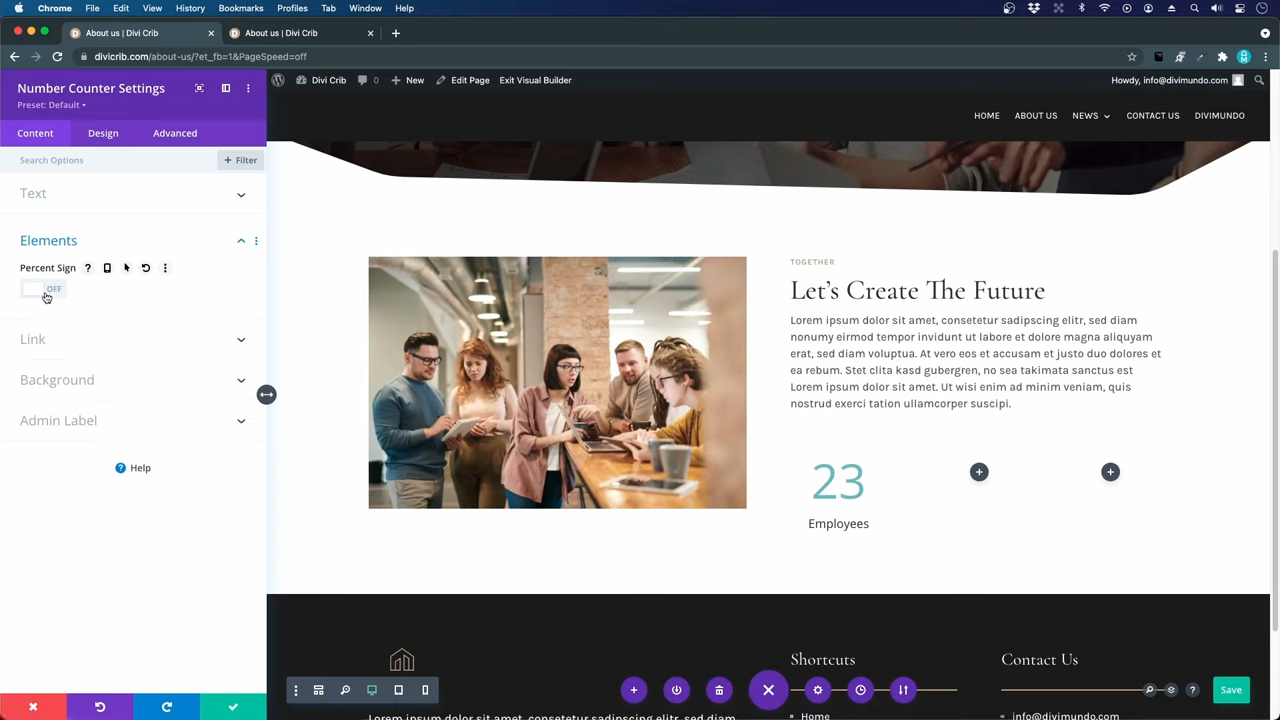 Chrome File Edit View History Bookmarks Profiles Tab Window Help
About us | Divi Crib
About us | Divi Crib
divicrib.com/about-us/?et_fb=1&PageSpeed=off
Number Counter Settings
Preset: Default
Divi Crib 0 New Edit Page Exit Visual Builder
Howdy, info@divimundo.com
HOME ABOUT US NEWS CONTACT US DIVIMUNDO
Content Design Advanced
Search Options
+ Filter
Text
Elements
Percent Sign ?
OFF
Link
Background
Admin Label
? Help
TOGETHER
Let's Create The Future
Lorem ipsum dolor sit amet, consetetur sadipscing elitr, sed diam
nonumy eirmod tempor invidunt ut labore et dolore magna aliquyam
erat, sed diam voluptua. At vero eos et accusam et justo duo dolores et
ea rebum. Stet clita kasd gubergren, no sea takimata sanctus est
Lorem ipsum dolor sit amet. Ut wisi enim ad minim veniam, quis
nostrud exerci tation ullamcorper suscipi.
23
Employees
Shortcuts
Contact Us
Save
Home
info@divimundo.com